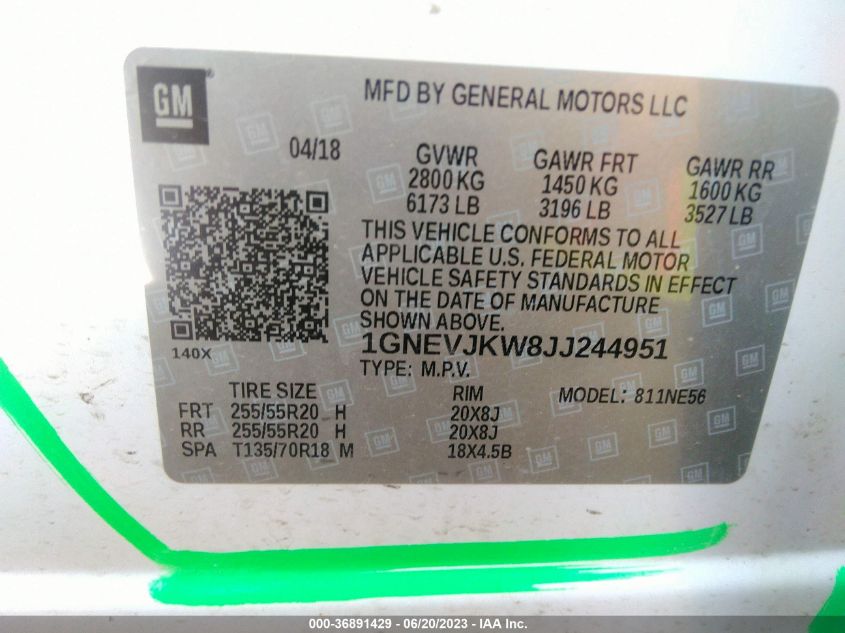 GM
MFD BY GENERAL MOTORS LLC
04/18
GVWR GAWR FRT GAWR RR
2800 KG 1450 KG 1600 KG
6173 LB 3196 LB 3527 LB
THIS VEHICLE CONFORMS TO ALL
APPLICABLE U.S. FEDERAL MOTOR
VEHICLE SAFETY STANDARDS IN EFFECT
ON THE DATE OF MANUFACTURE
SHOWN ABOVE.
140X
1GNEVJKW8JJ244951
TYPE: M.P.V.
TIRE SIZE RIM MODEL: 811NE56
FRT 255/55R20 H 20X8J
RR 255/55R20 H 20X8J
SPA T135/70R18 M 18X4.5B
000-36891429 - 06/20/2023 - IAA Inc.